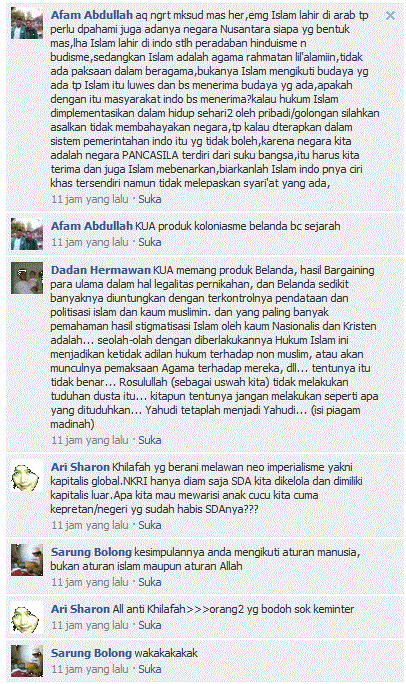 Afam Abdullah aq ngrt mksud mas her,emg Islam lahir di arab tp
perlu dpahami juga adanya negara Nusantara siapa yg bentuk
mas,lha Islam lahir di indo stlh peradaban hinduisme n
budisme,sedangkan Islam adalah agama rahmatan lil'alamiin,tidak
ada paksaan dalam beragama,bukanya Islam mengikuti budaya yg
ada tp Islam itu luwes dan bs menerima budaya yg ada,apakah
dengan itu masyarakat indo bs menerima?kalau hukum Islam
dimplementasikan dalam hidup sehari2 oleh pribadi/golongan silahkan
asalkan tidak membahayakan negara,tp kalau dterapkan dalam
sistem pemerintahan indo itu yg tidak boleh,karena negara kita
adalah negara PANCASILA terdiri dari suku bangsa,itu harus kita
terima dan juga Islam mebenarkan,biarkanlah Islam indo pnya ciri
khas tersendiri namun tidak melepaskan syari'at yang ada,
11 jam yang lalu · Suka
Afam Abdullah KUA produk koloniasme belanda bc sejarah
11 jam yang lalu · Suka
Dadan Hermawan KUA memang produk Belanda, hasil Bargaining
para ulama dalam hal legalitas pernikahan, dan Belanda sedikit
banyaknya diuntungkan dengan terkontrolnya pendataan dan
politisasi islam dan kaum muslimin. dan yang paling banyak
pemahaman hasil stigmatisasi Islam oleh kaum Nasionalis dan Kristen
adalah... seolah-olah dengan diberlakukannya Hukum Islam ini
menjadikan ketidak adilan hukum terhadap non muslim, atau akan
munculnya pemaksaan Agama terhadap mereka, dll... tentunya itu
tidak benar... Rosulullah (sebagai uswah kita) tidak melakukan
tuduhan dusta itu... kitapun tentunya jangan melakukan seperti apa
yang dituduhkan... Yahudi tetaplah menjadi Yahudi... (isi piagam
madinah)
11 jam yang lalu · Suka
Ari Sharon Khilafah yg berani melawan neo imperialisme yakni
kapitalis global.NKRI hanya diam saja SDA kita dikelola dan dimiliki
kapitalis luar.Apa kita mau mewarisi anak cucu kita cuma
kepretan/negeri yg sudah habis SDAnya???
11 jam yang lalu · Suka
Sarung Bolong kesimpulannya anda mengikuti aturan manusia,
bukan aturan islam maupun aturan Allah
11 jam yang lalu · Suka
Ari Sharon All anti Khilafah>>>orang2 yg bodoh sok keminter
11 jam yang lalu · Suka
Sarung Bolong wakakakakak
11 jam yang lalu · Suka